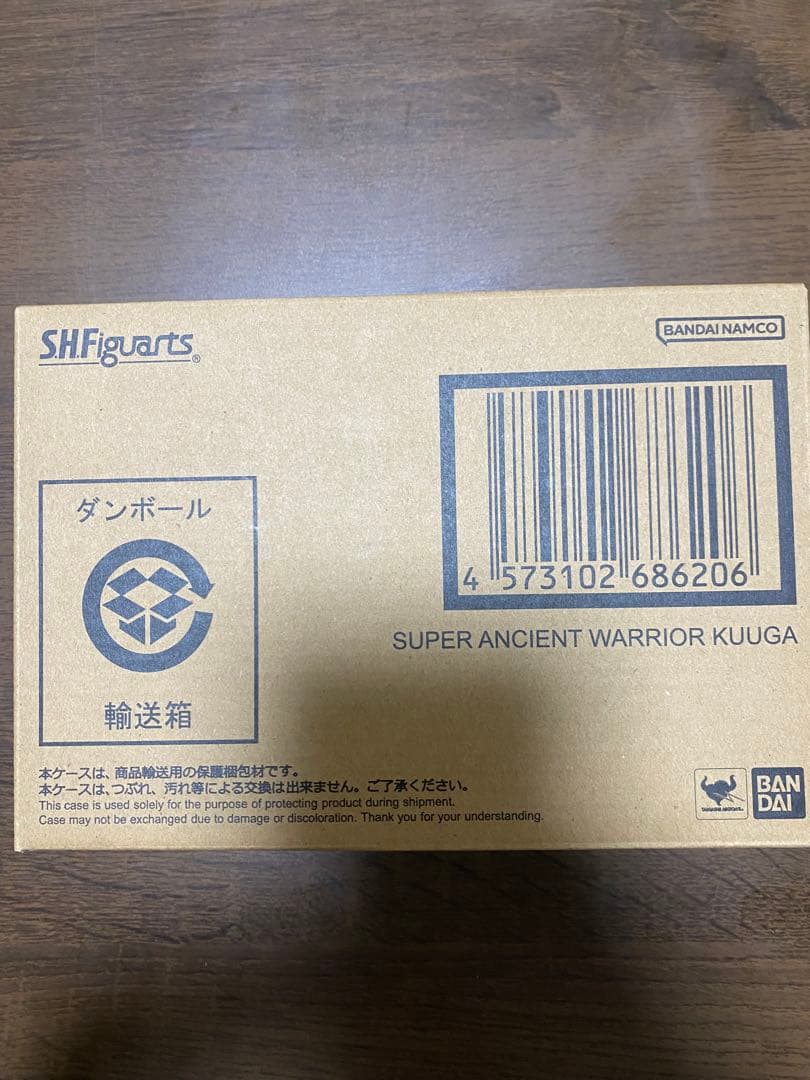 S.H.Figuarts®
BANDAI NAMCO
4 573102 686206
SUPER ANCIENT WARRIOR KUUGA
ダンボール
輸送箱
本ケースは、商品輸送用の保護梱包材です。
本ケースは、つぶれ、汚れ等による交換は出来ません。ご了承ください。
This case is used solely for the purpose of protecting product during shipment.
Case may not be exchanged due to damage or discoloration. Thank you for your understanding.
TAMASHII NATIONS
BAN
DAI